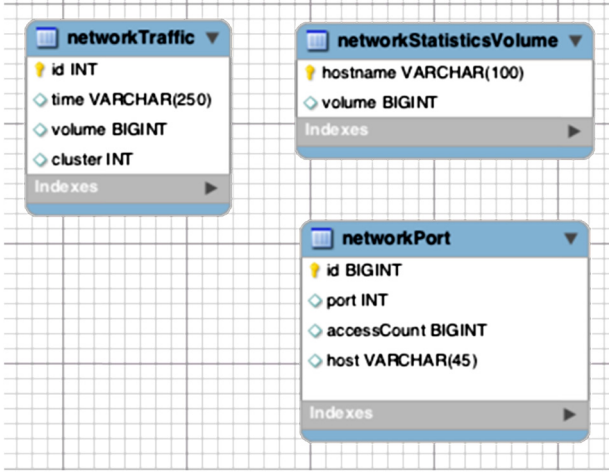 networkTraffic
id INT
time VARCHAR(250)
volume BIGINT
cluster INT
Indexes
networkStatisticsVolume
hostname VARCHAR(100)
volume BIGINT
Indexes
networkPort
id BIGINT
port INT
accessCount BIGINT
host VARCHAR(45)
Indexes